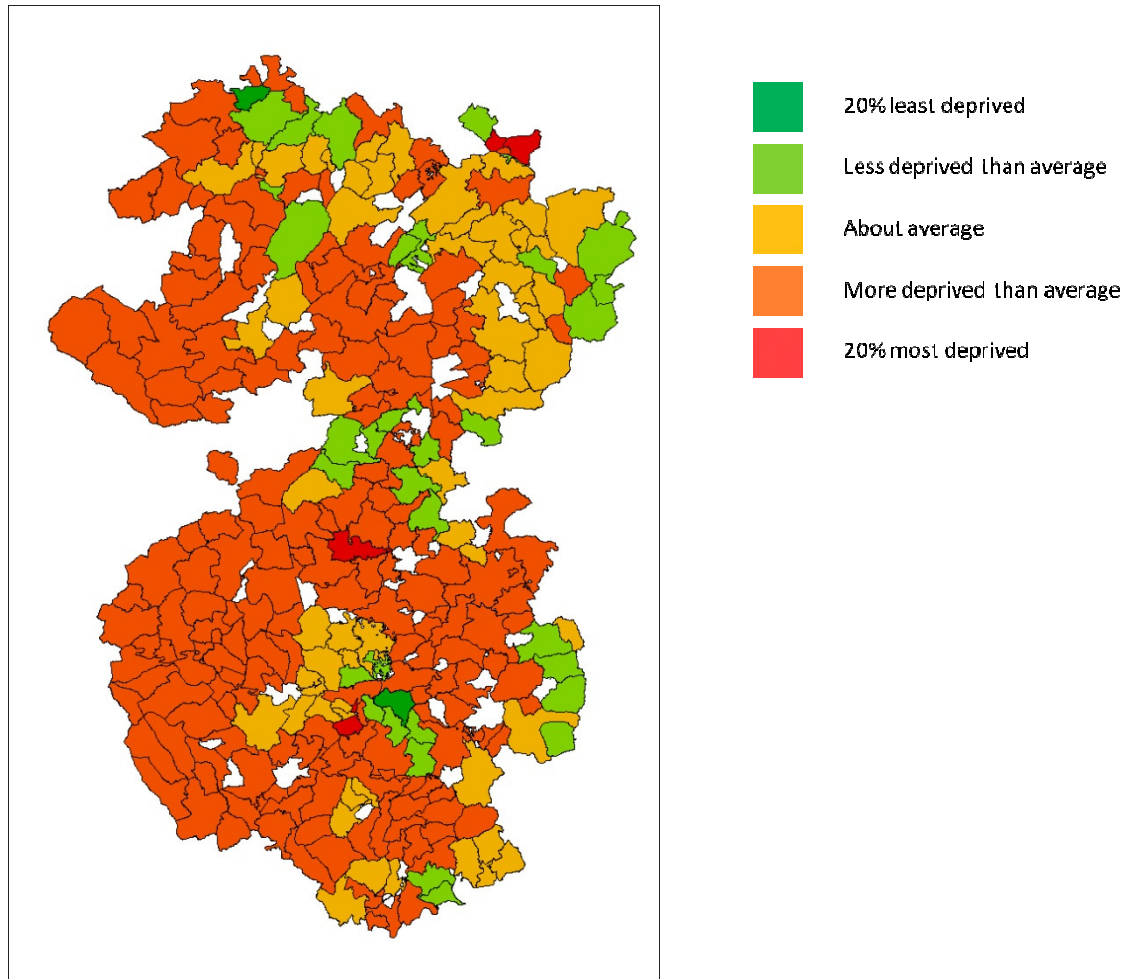 20% least deprived
Less deprived than average
About average
More deprived than average
20% most deprived